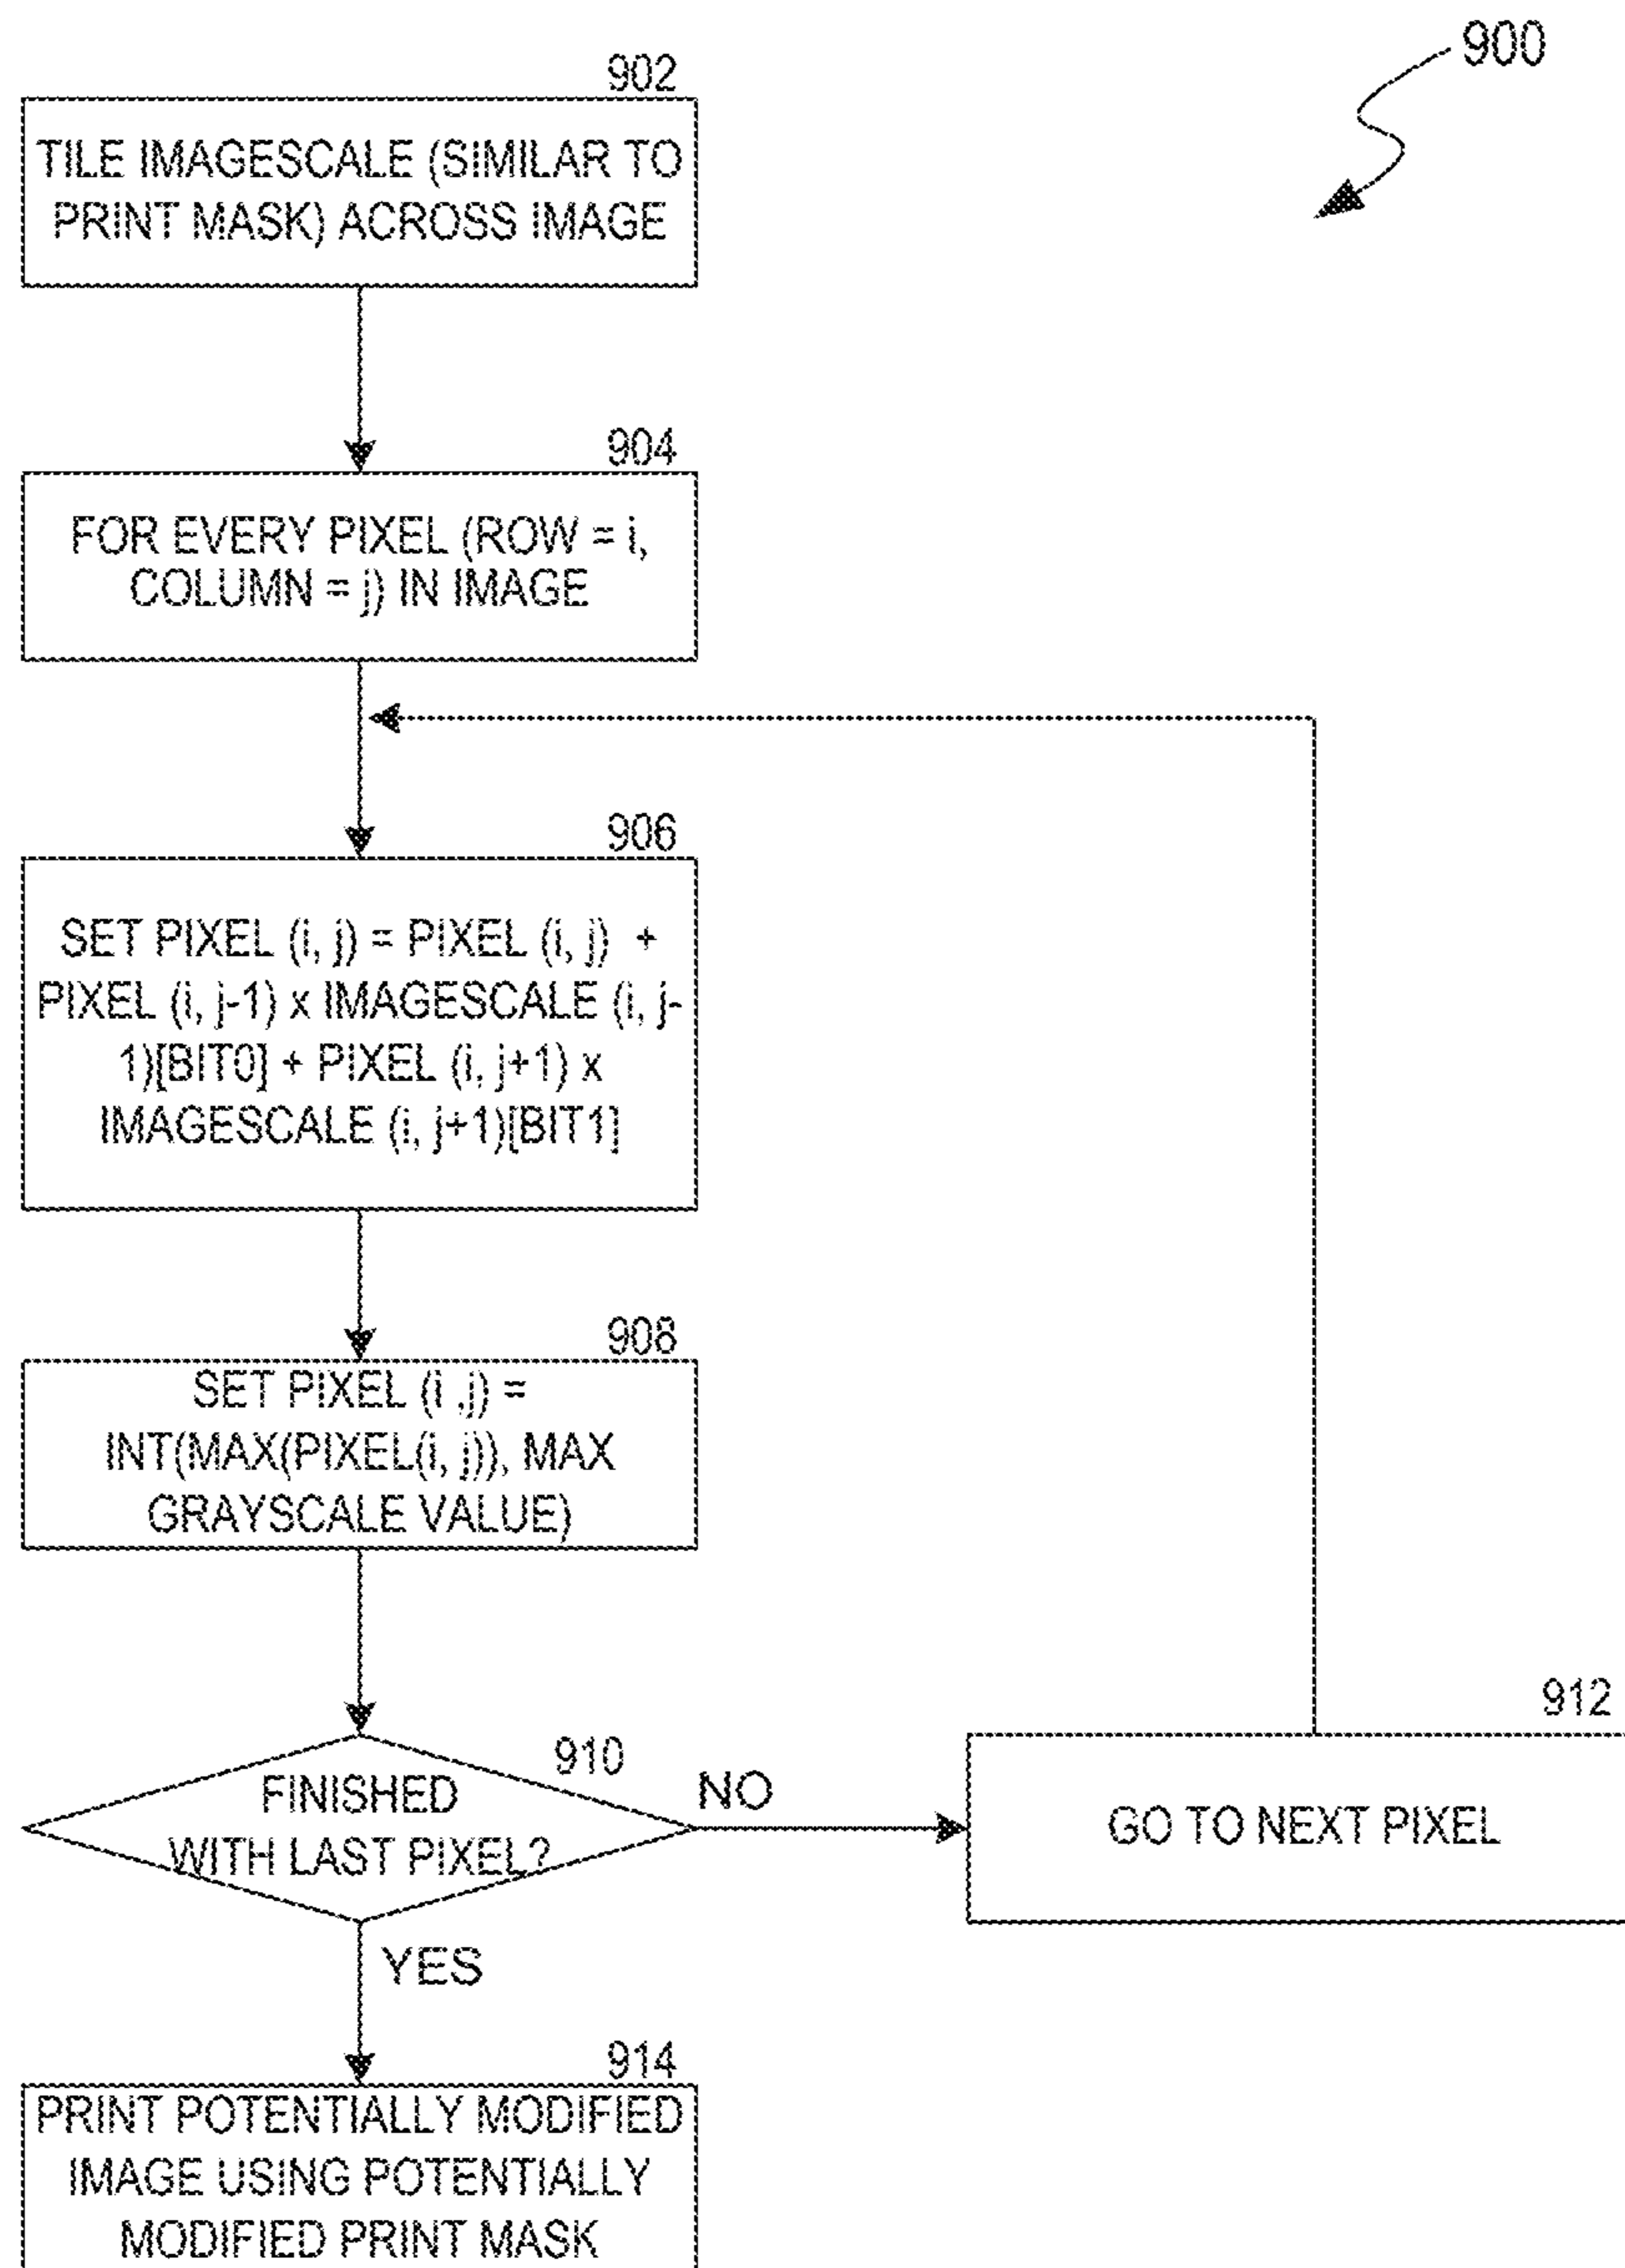 900
902
TILE IMAGESCALE (SIMILAR TO
PRINT MASK) ACROSS IMAGE
904
FOR EVERY PIXEL (ROW = i,
COLUMN = j) IN IMAGE
906
SET PIXEL (i, j) = PIXEL (i, j) +
PIXEL (i, j-1) x IMAGESCALE (i, j-
1)[BIT0] + PIXEL (i, j+1) x
IMAGESCALE (i, j+1)[BIT1]
908
SET PIXEL (i ,j) =
INT(MAX(PIXEL(i, j)), MAX
GRAYSCALE VALUE)
910
FINISHED
WITH LAST PIXEL?
NO
912
GO TO NEXT PIXEL
YES
914
PRINT POTENTIALLY MODIFIED
IMAGE USING POTENTIALLY
MODIFIED PRINT MASK